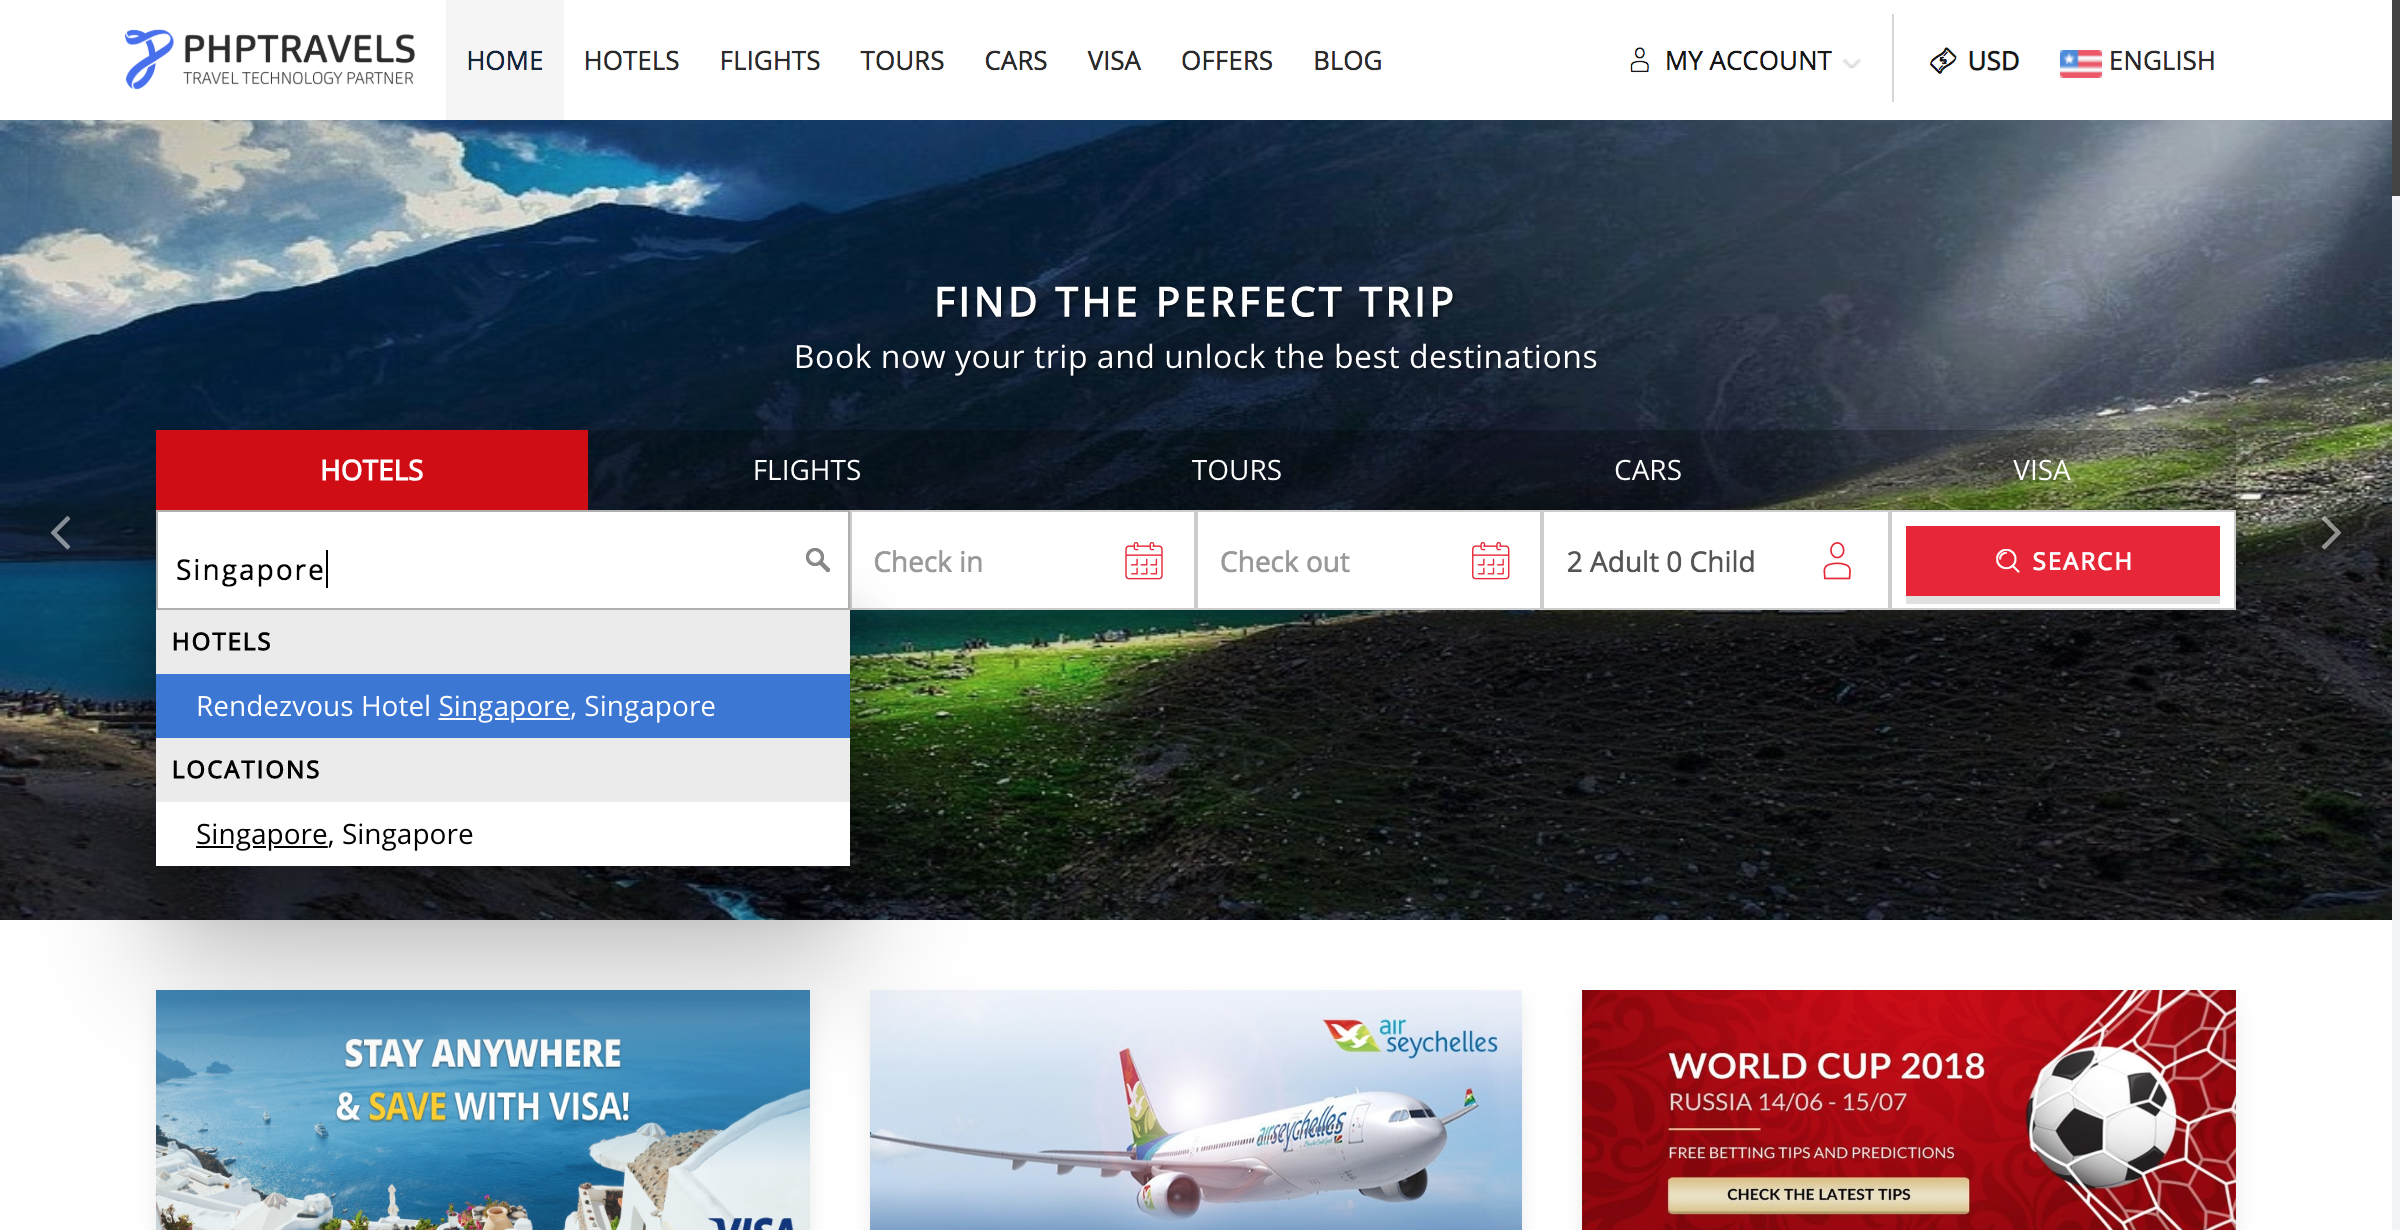 PHPTRAVELS
TRAVEL TECHNOLOGY PARTNER
HOME HOTELS FLIGHTS TOURS CARS VISA OFFERS BLOG
MY ACCOUNT
USD
ENGLISH
FIND THE PERFECT TRIP
Book now your trip and unlock the best destinations
HOTELS FLIGHTS TOURS CARS VISA
Singapore
Check in
Check out
2 Adult 0 Child
SEARCH
HOTELS
Rendezvous Hotel Singapore, Singapore
LOCATIONS
Singapore, Singapore
STAY ANYWHERE
& SAVE WITH VISA!
VISA
air
seychelles
airseychelles
WORLD CUP 2018
RUSSIA 14/06 - 15/07
FREE BETTING TIPS AND PREDICTIONS
CHECK THE LATEST TIPS